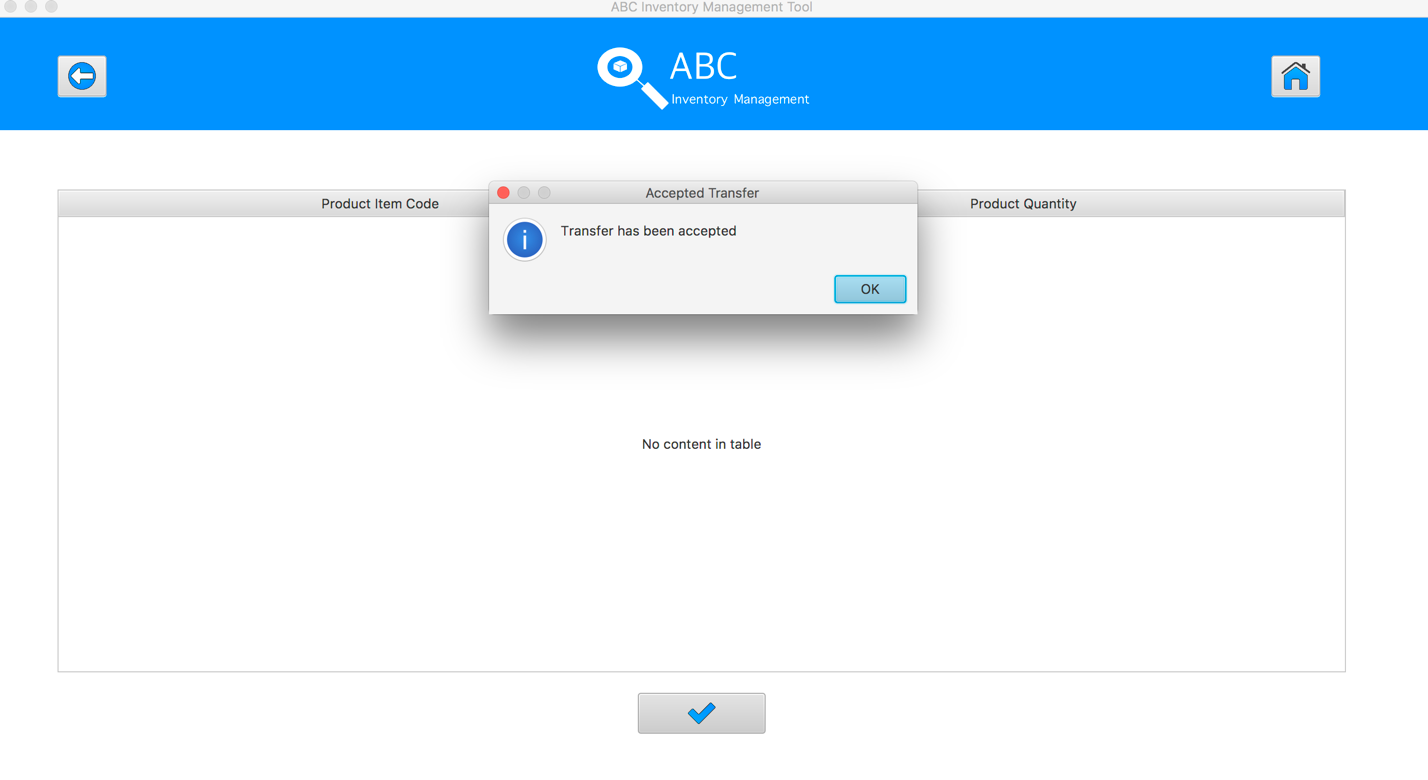 ABC Inventory Management Tool
ABC
Inventory Management
Product Item Code
Product Quantity
Accepted Transfer
i
Transfer has been accepted
OK
No content in table